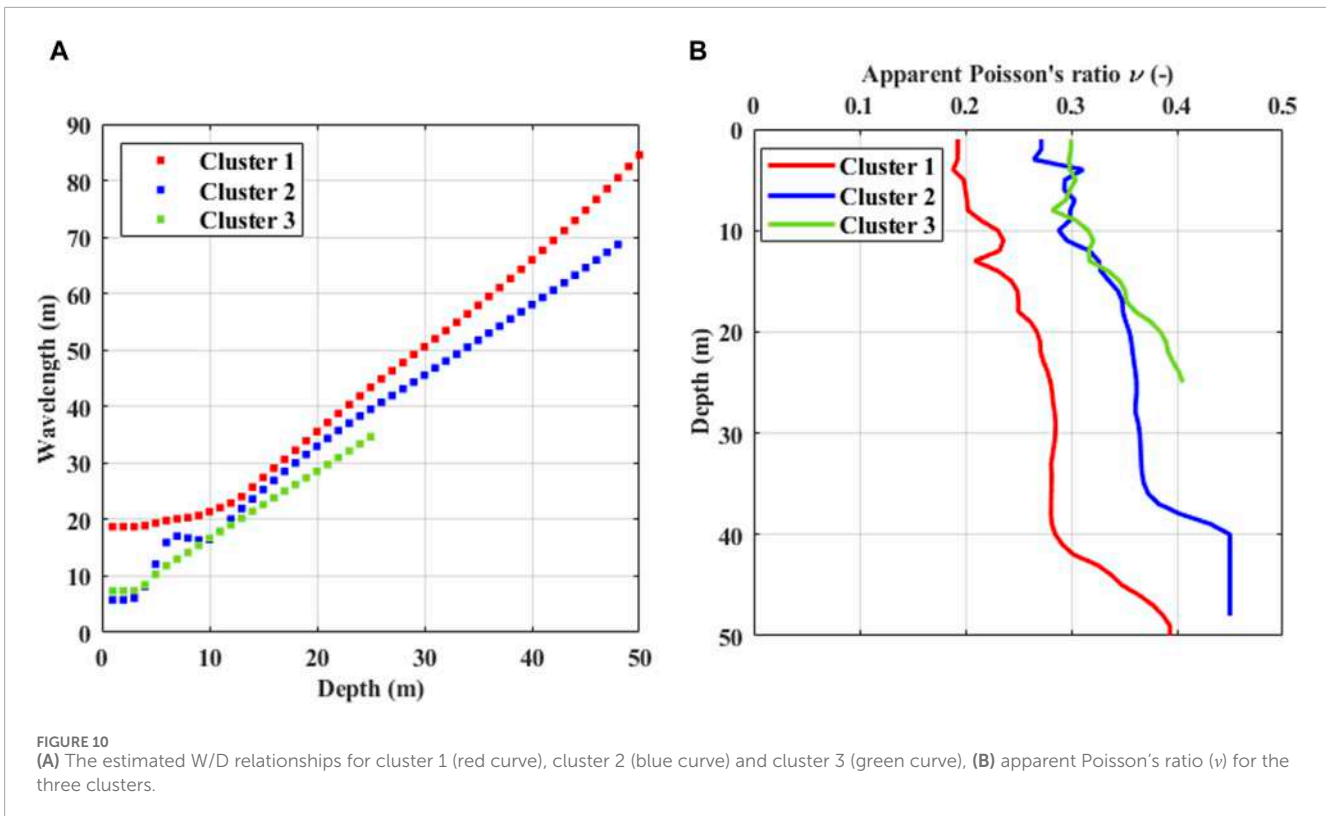 A
90
80
70
60
50
40
30
20
10
0
Wavelength (m)
Cluster 1
Cluster 2
Cluster 3
0 10 20 30 40 50
Depth (m)
B
Apparent Poisson's ratio ν (-)
0 0.1 0.2 0.3 0.4 0.5
0
10
20
30
40
50
Depth (m)
Cluster 1
Cluster 2
Cluster 3
FIGURE 10
(A) The estimated W/D relationships for cluster 1 (red curve), cluster 2 (blue curve) and cluster 3 (green curve), (B) apparent Poisson's ratio (ν) for the
three clusters.